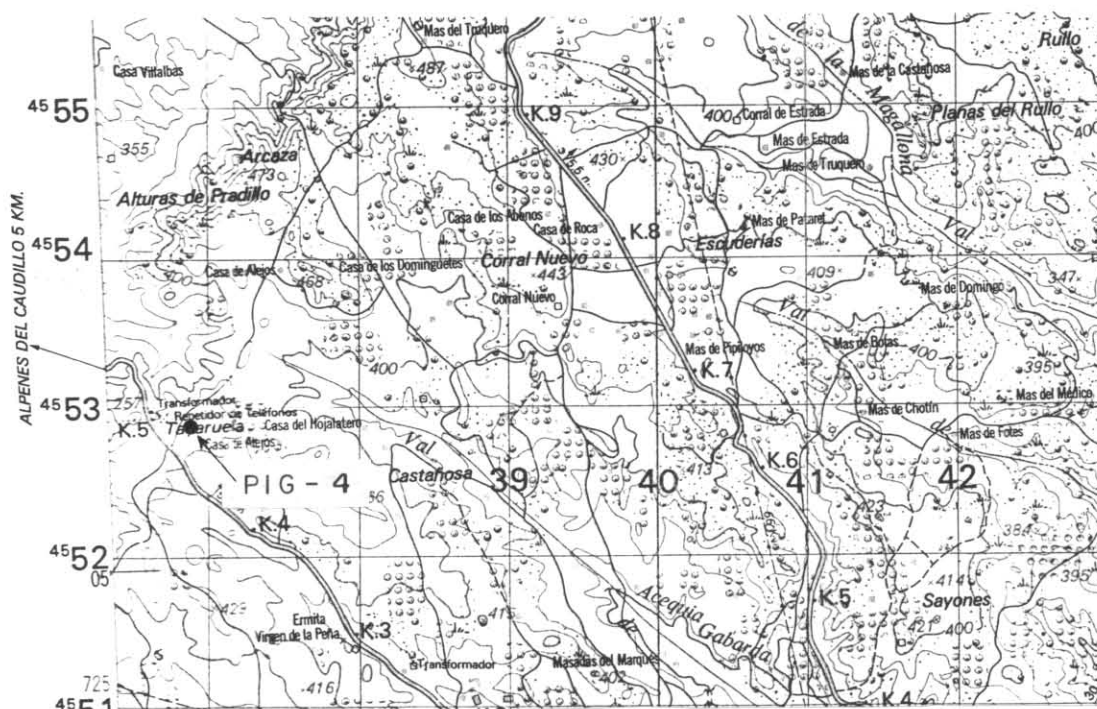 Mas del Truquero
de la Magalona
Rullo
Casa Villalbas
487
Mas de la Castañosa
45 55
K.9
400
Corral de Estrada
Planas del Rullo
400
355
Arcaza
473
430
Mas de Estrada
Mas de Truquero
Alturas de Pradillo
Casa de los Abenos
Casa de Roca
K.8
Mas de Pataret
Escuderías
Val
45 54
Casa de Alejos
468
Casa de los Dominguetes
Corral Nuevo
443
409
347
Corral Nuevo
Mas de Domingo
ALPENES DEL CAUDILLO 5 KM.
Val
400
Mas de Pipiloyos
Mas de Botas
400
395
K.7
257
Transformador
45 53
Repetidor de Teléfonos
Casa del Hojalatero
Mas de Chotín
Mas del Médico
K.5
Val
de
Mas de Fotes
Castañosa
39
40
413
K.6
41
42
PIG - 4
K.4
423
45 52
384
05
414
395
K.5
Sayones
429
415
Acequia
Gabarda
400
Ermita
Virgen de la Peña
K.3
de
Transformador
Masadas del Marqués
402
725
416
45 51
K.4